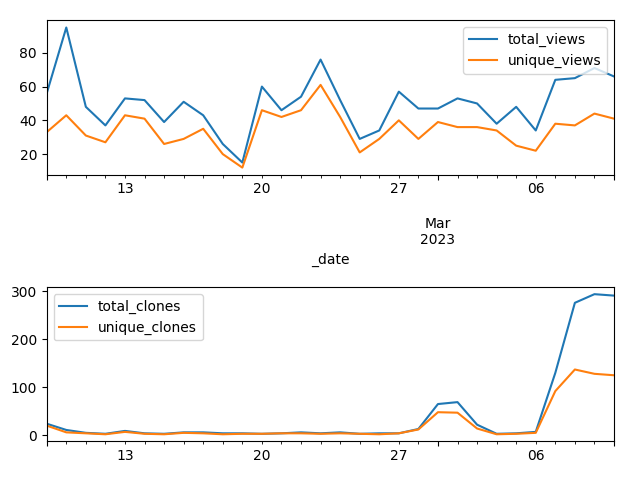 80
60
40
20
total_views
unique_views
13
20
27
06
Mar
2023
_date
300
200
100
0
total_clones
unique_clones
13
20
27
06